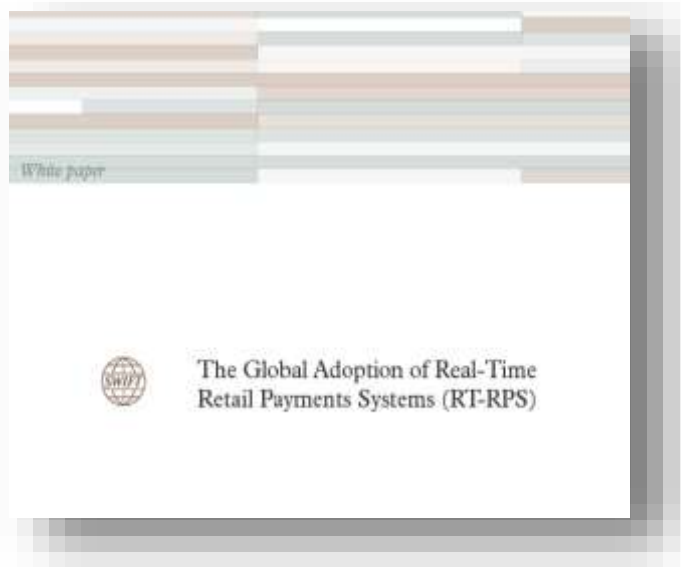 White paper
SWIFT
The Global Adoption of Real-Time
Retail Payments Systems (RT-RPS)